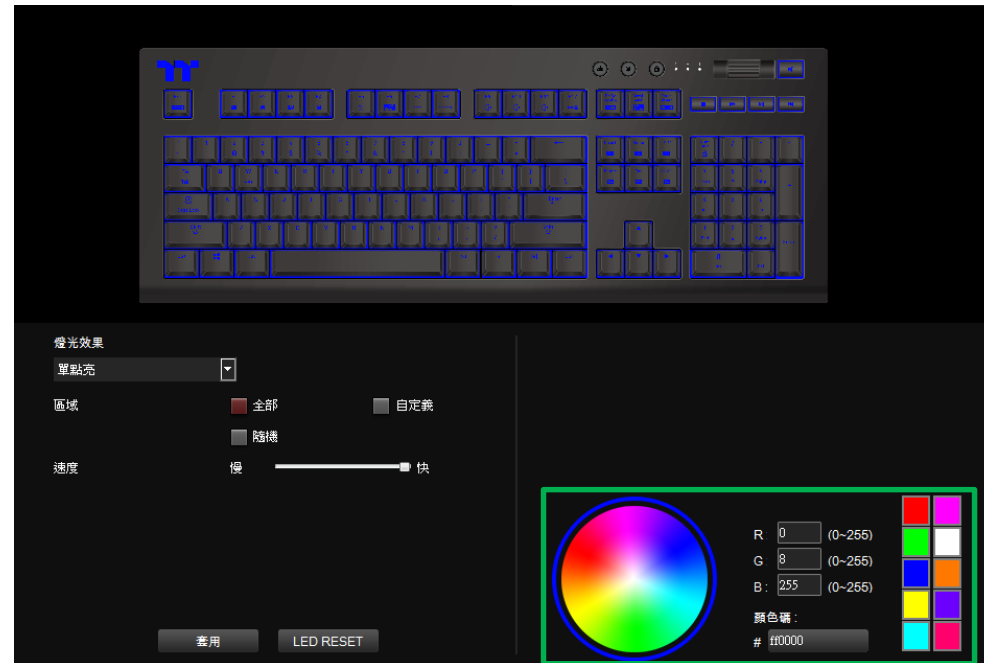 燈光效果
單點亮
區域
全部
自定義
隨機
速度
慢
快
R 0 (0~255)
G 8 (0~255)
B : 255 (0~255)
顏色碼 :
# ff0000
套用
LED RESET